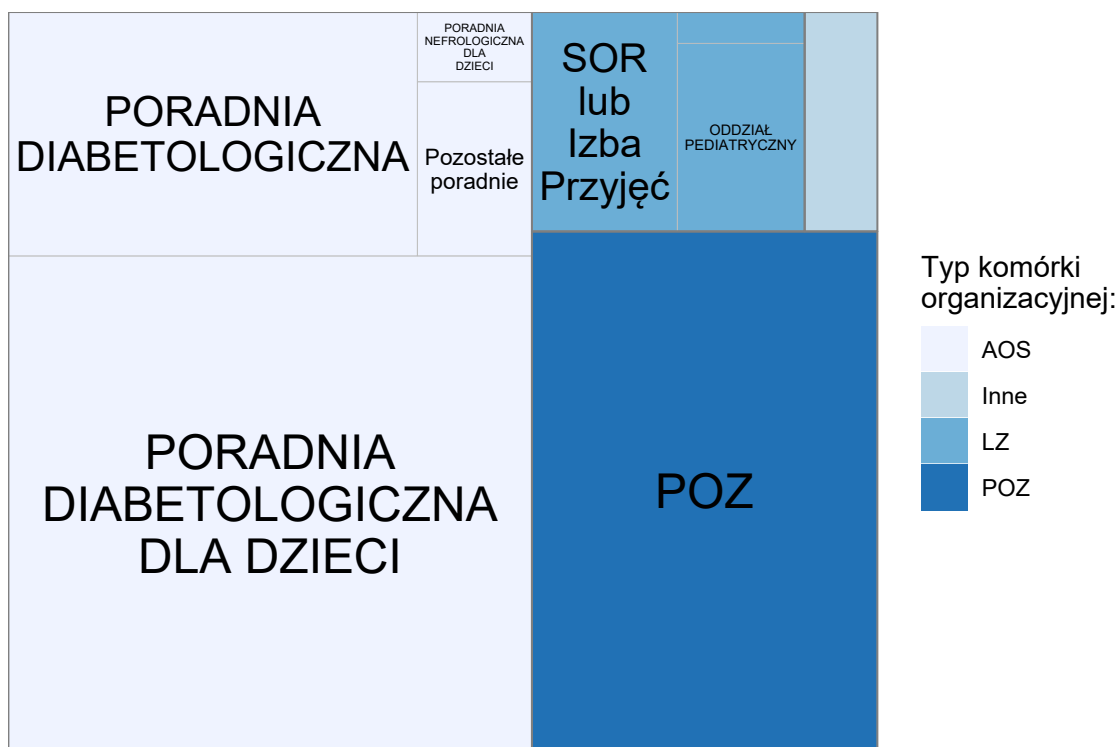 PORADNIA
DIABETOLOGICZNA
PORADNIA
NEFROLOGICZNA
DLA
DZIECI
Pozostałe
poradnie
SOR
lub
Izba
Przyjęć
ODDZIAŁ
PEDIATRYCZNY
PORADNIA
DIABETOLOGICZNA
DLA DZIECI
POZ
Typ komórki
organizacyjnej:
AOS
Inne
LZ
POZ